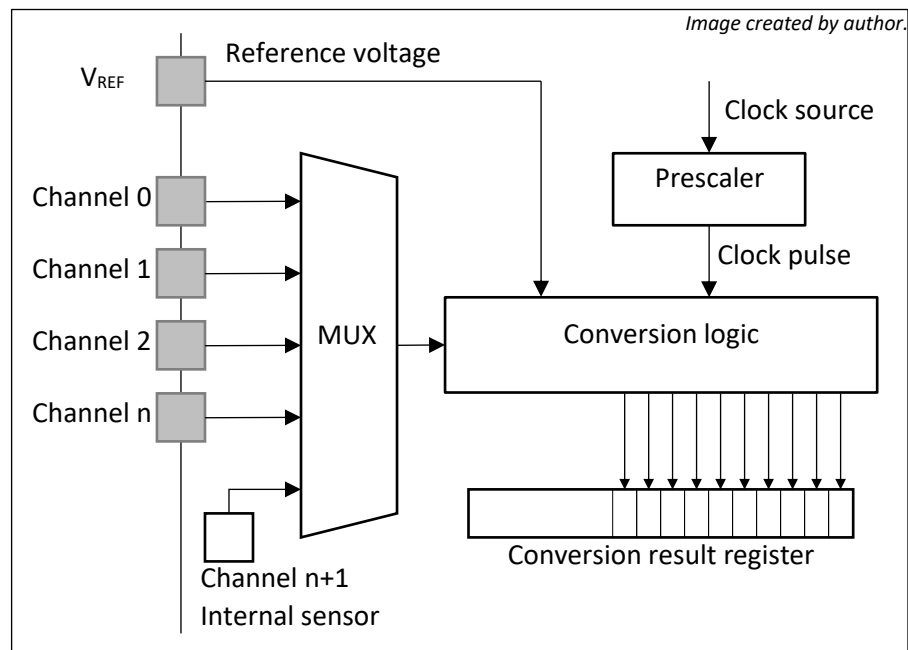 Image created by author.
Reference voltage
VREF
Clock source
Prescaler
Channel 0
Clock pulse
Channel 1
MUX
Conversion logic
Channel 2
Channel n
Conversion result register
Channel n+1
Internal sensor